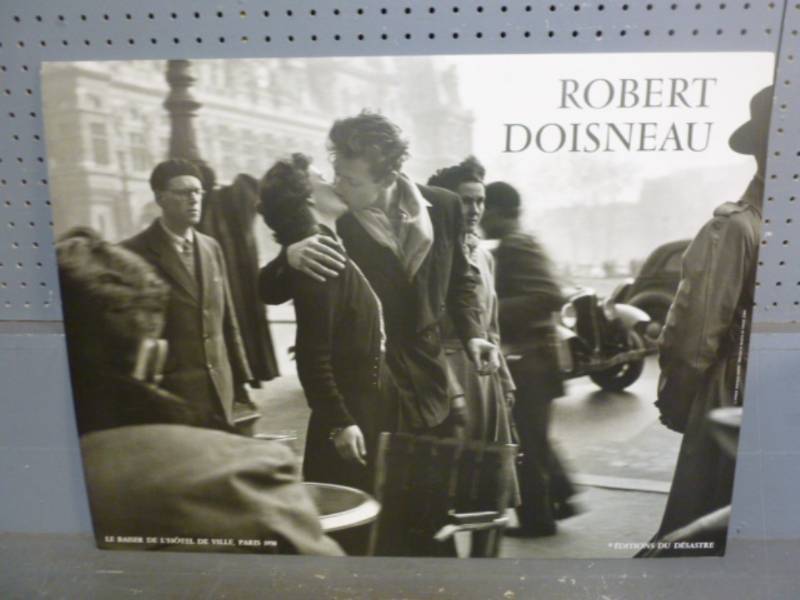 ROBERT
DOISNEAU
LE BAISER DE L'HÔTEL DE VILLE, PARIS 1950
ÉDITIONS DU DÉSASTRE